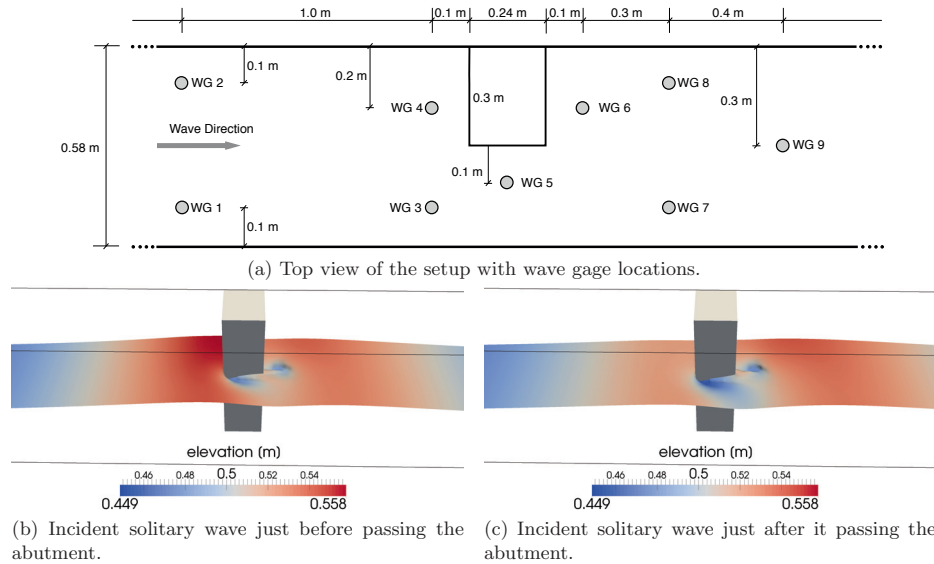 1.0 m 0.1 m 0.24 m 0.1 m 0.3 m 0.4 m
0.1 m
0.2 m
WG 2
WG 8
0.3 m
WG 4
WG 6
0.3 m
Wave Direction
0.58 m
WG 9
0.1 m
WG 5
WG 1
WG 3
WG 7
0.1 m
(a) Top view of the setup with wave gage locations.
elevation [m]
0.46 0.48 0.5 0.52 0.54
0.449 0.558
(b) Incident solitary wave just before passing the
abutment.
elevation [m]
0.46 0.48 0.5 0.52 0.54
0.449 0.558
(c) Incident solitary wave just after it passing the
abutment.